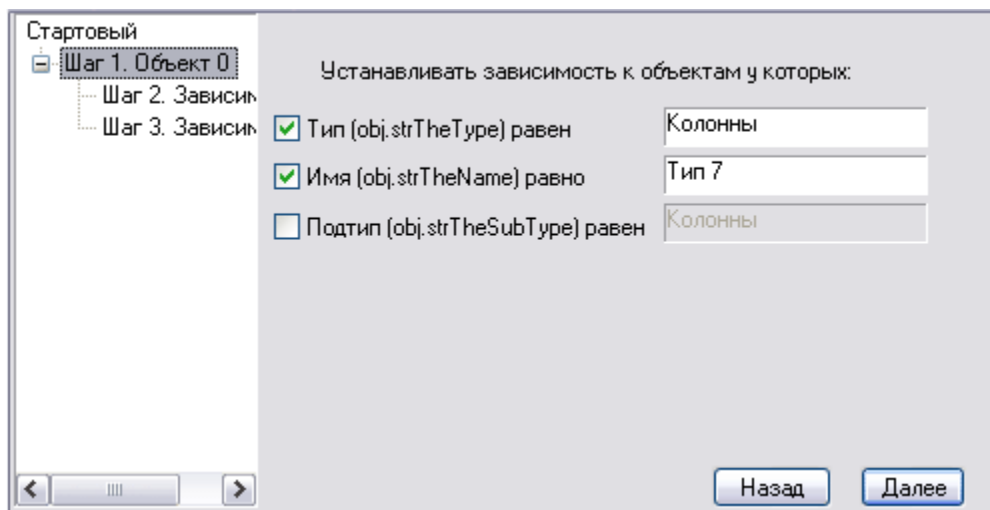 Стартовый
Шаг 1. Объект 0
Шаг 2. Зависим
Шаг 3. Зависим
Устанавливать зависимость к объектам у которых:
Тип (obj.strTheType) равен
Колонны
Имя (obj.strTheName) равно
Тип 7
Подтип (obj.strTheSubType) равен
Колонны
Назад
Далее